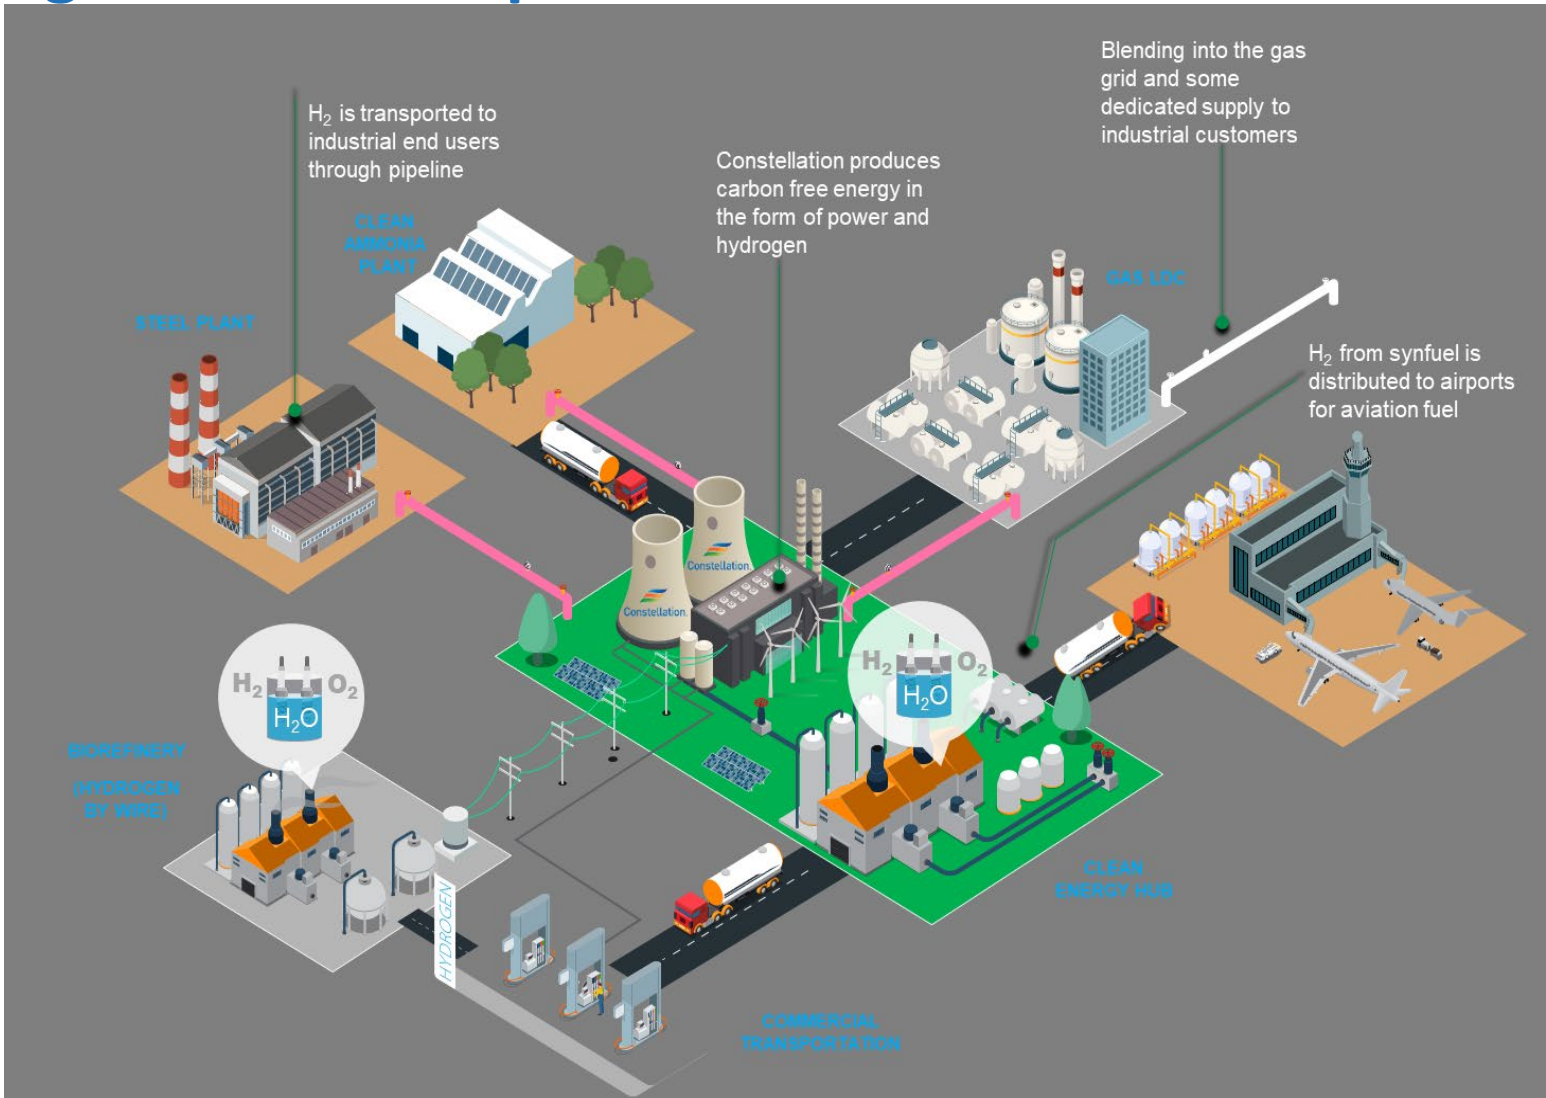 Blending into the gas
grid and some
dedicated supply to
industrial customers
H₂ is transported to
industrial end users
through pipeline
Constellation produces
carbon free energy in
the form of power and
hydrogen
CLEAN
AMMONIA
PLANT
GAS LDC
STEEL PLANT
H₂ from synfuel is
distributed to airports
for aviation fuel
Constellation
Constellation
H₂ O₂
H₂O
H₂ O₂
H₂O
BIOREFINERY
(HYDROGEN
BY WIRE)
CLEAN
ENERGY HUB
HYDROGEN
COMMERCIAL
TRANSPORTATION